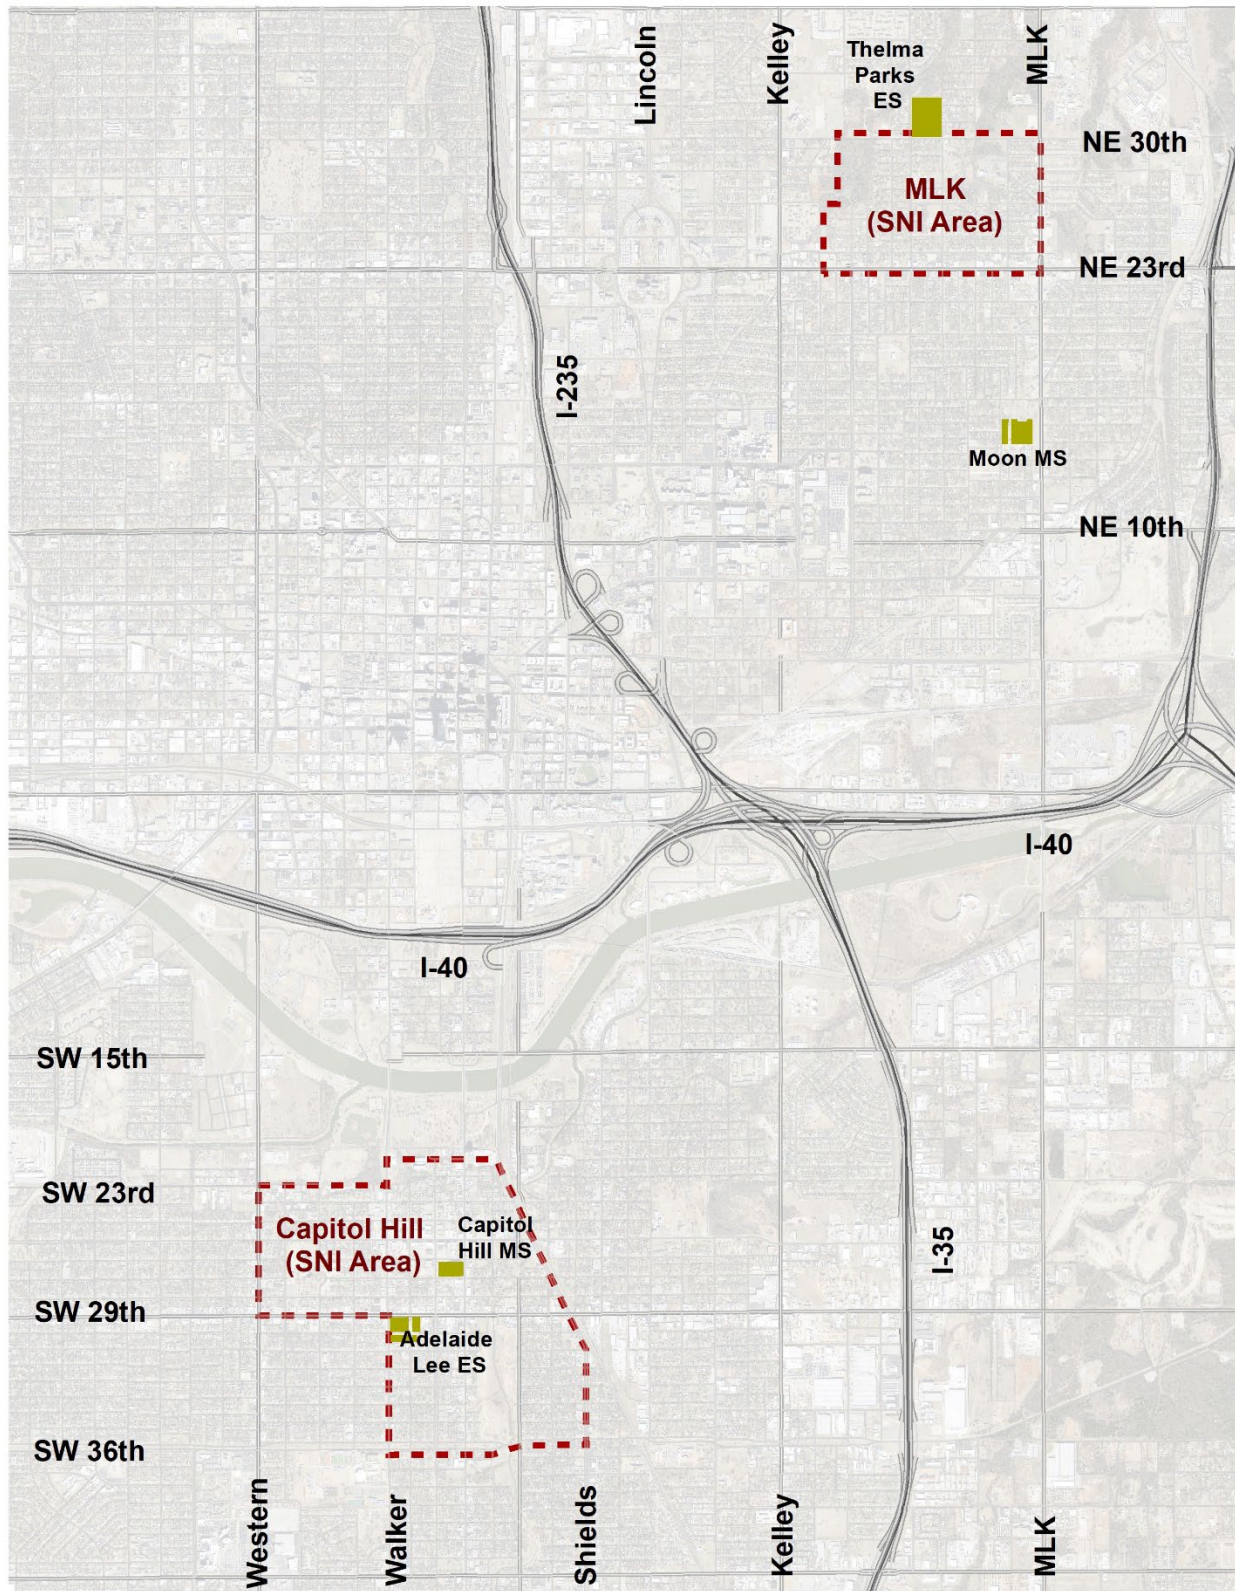 Lincoln
Kelley
Thelma
Parks
ES
MLK
NE 30th
MLK
(SNI Area)
NE 23rd
I-235
Moon MS
NE 10th
I-40
I-40
SW 15th
SW 23rd
Capitol Hill
(SNI Area)
Capitol
Hill MS
I-35
SW 29th
Adelaide
Lee ES
SW 36th
Western
Walker
Shields
Kelley
MLK